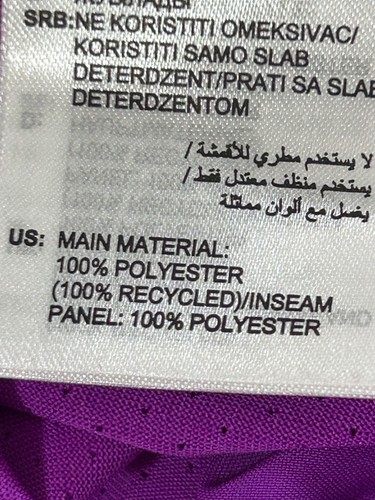 SRB:NE KORISTITI OMEKSIVAC/
KORISTITI SAMO SLAB
DETERDZENT/PRATI SA SLAB
DETERDZENTOM
لا يستخدم مطري للأقمشة /
يستخدم منظف معتدل فقط /
يغسل مع ألوان مماثلة
US: MAIN MATERIAL:
100% POLYESTER
(100% RECYCLED)/INSEAM
PANEL: 100% POLYESTER